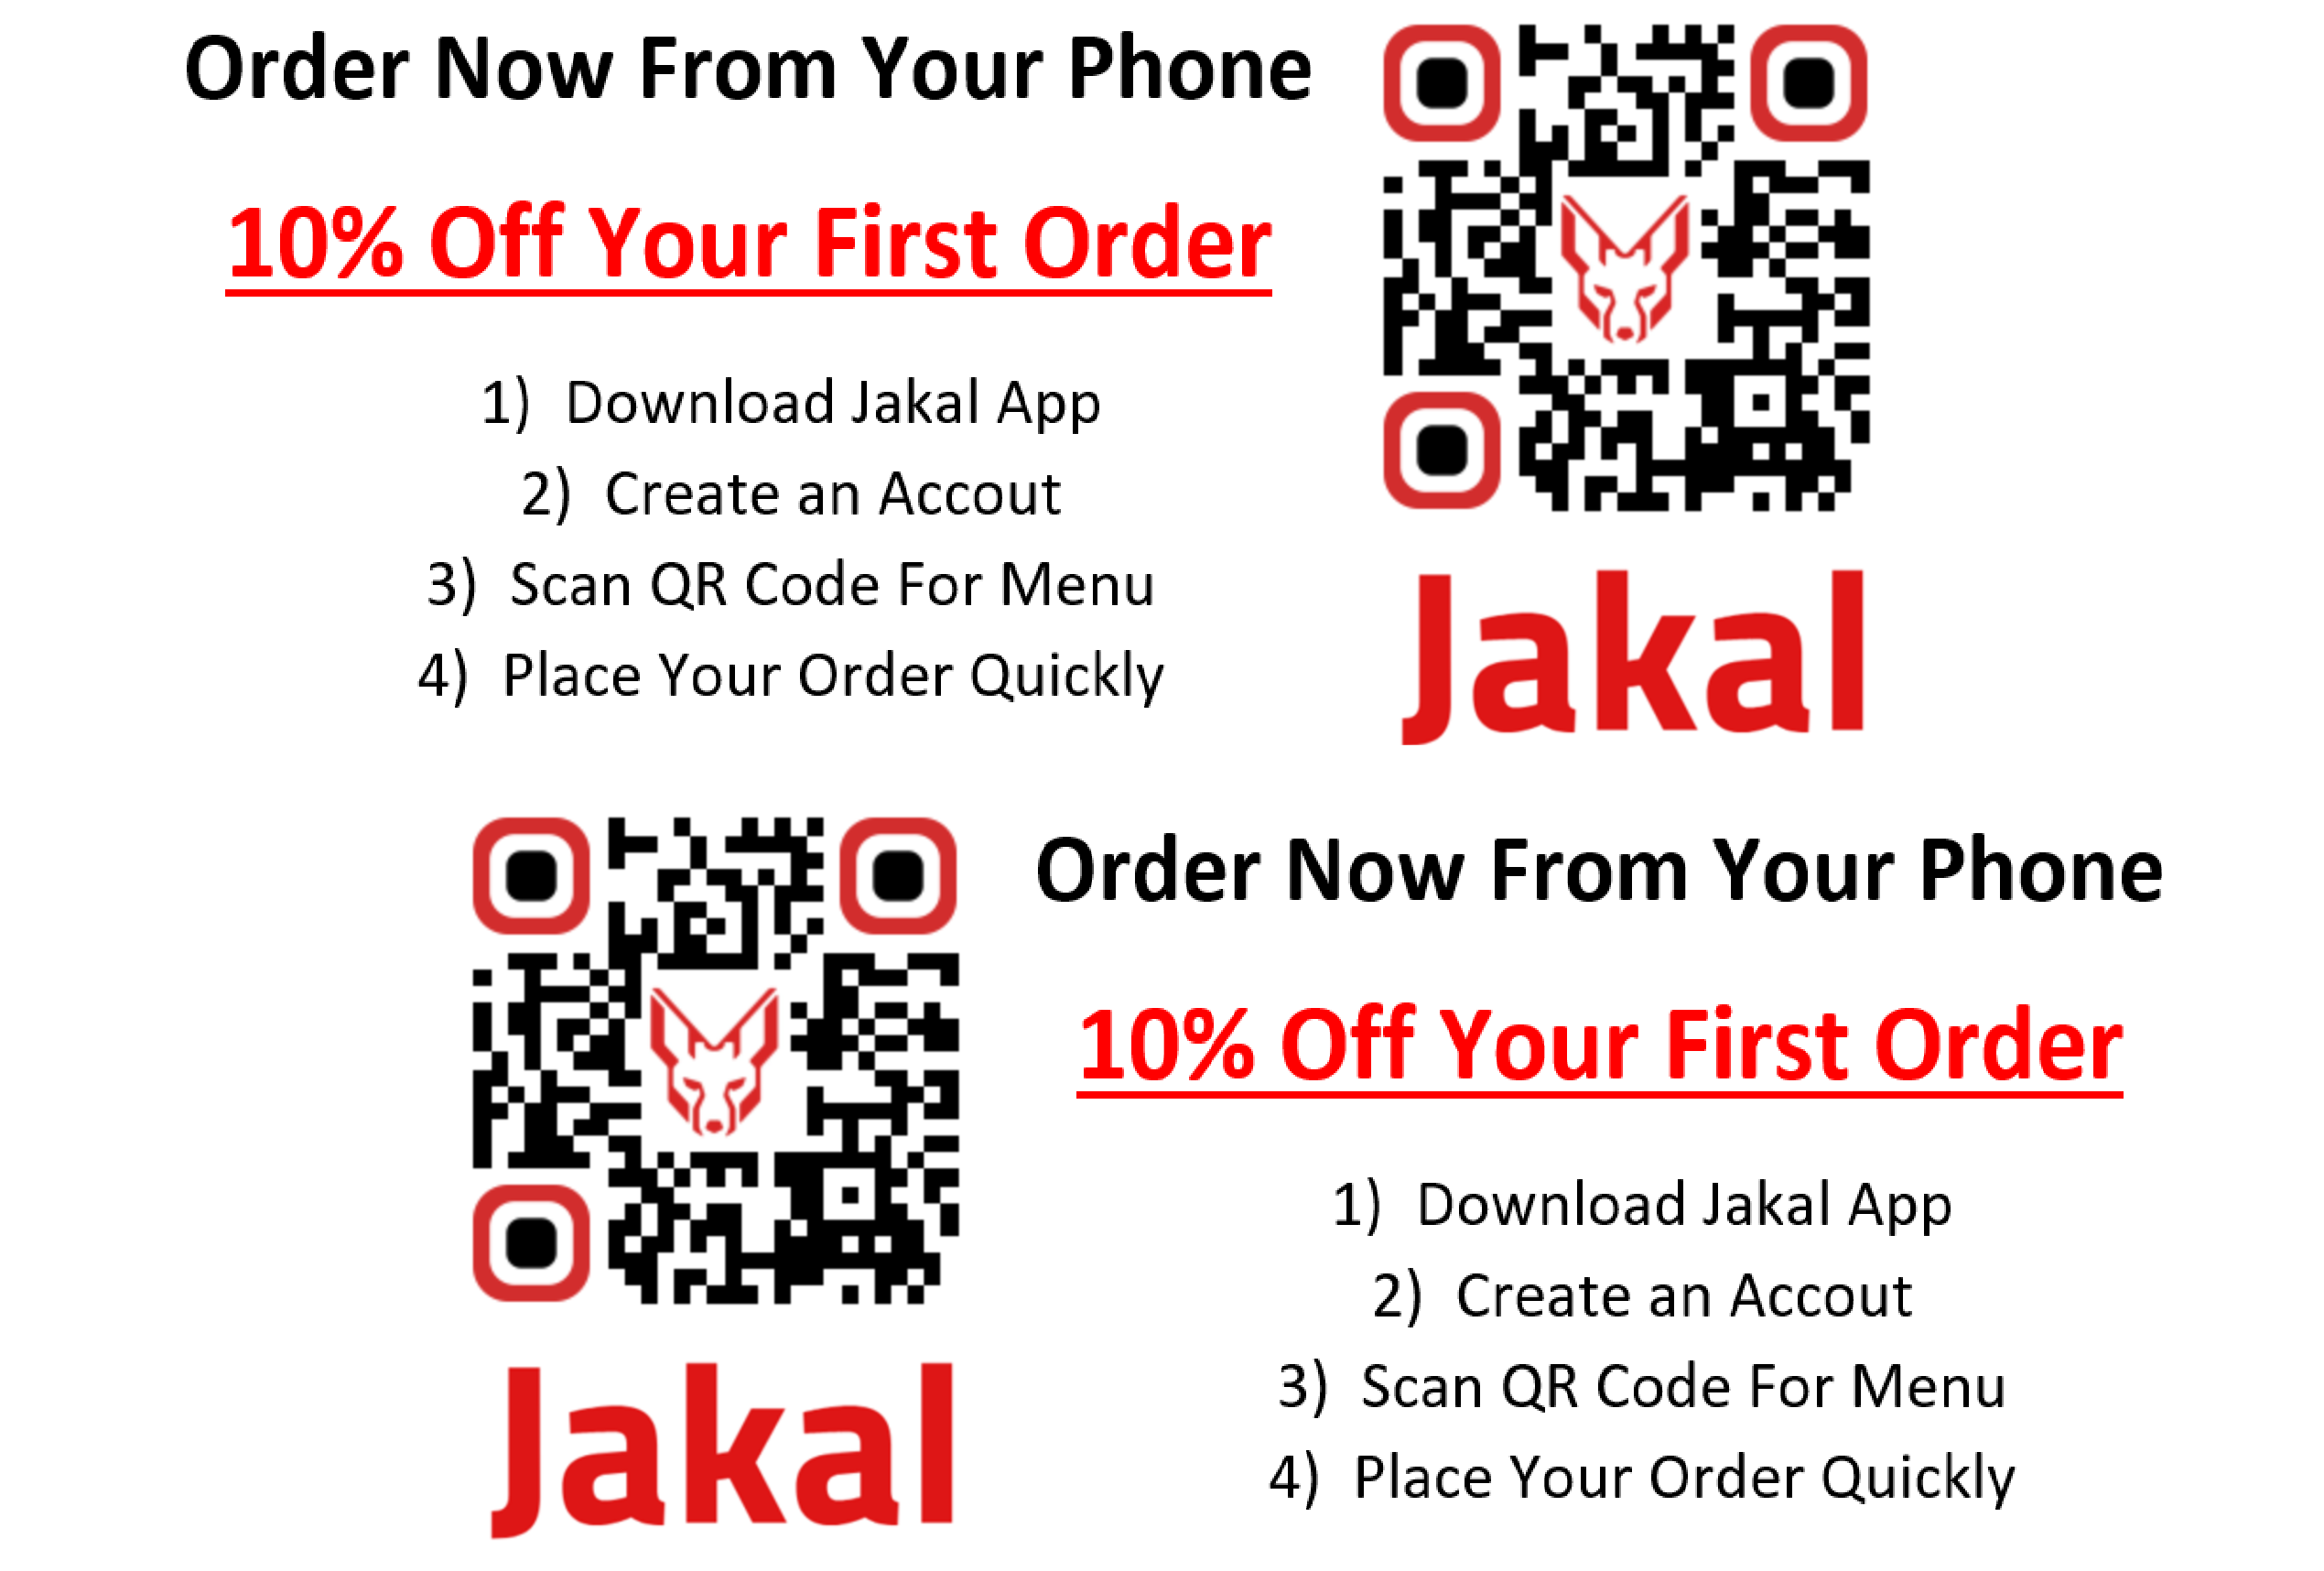 Order Now From Your Phone
10% Off Your First Order
1) Download Jakal App
2) Create an Accout
3) Scan QR Code For Menu
4) Place Your Order Quickly
Jakal
Order Now From Your Phone
10% Off Your First Order
1) Download Jakal App
2) Create an Accout
3) Scan QR Code For Menu
4) Place Your Order Quickly
Jakal